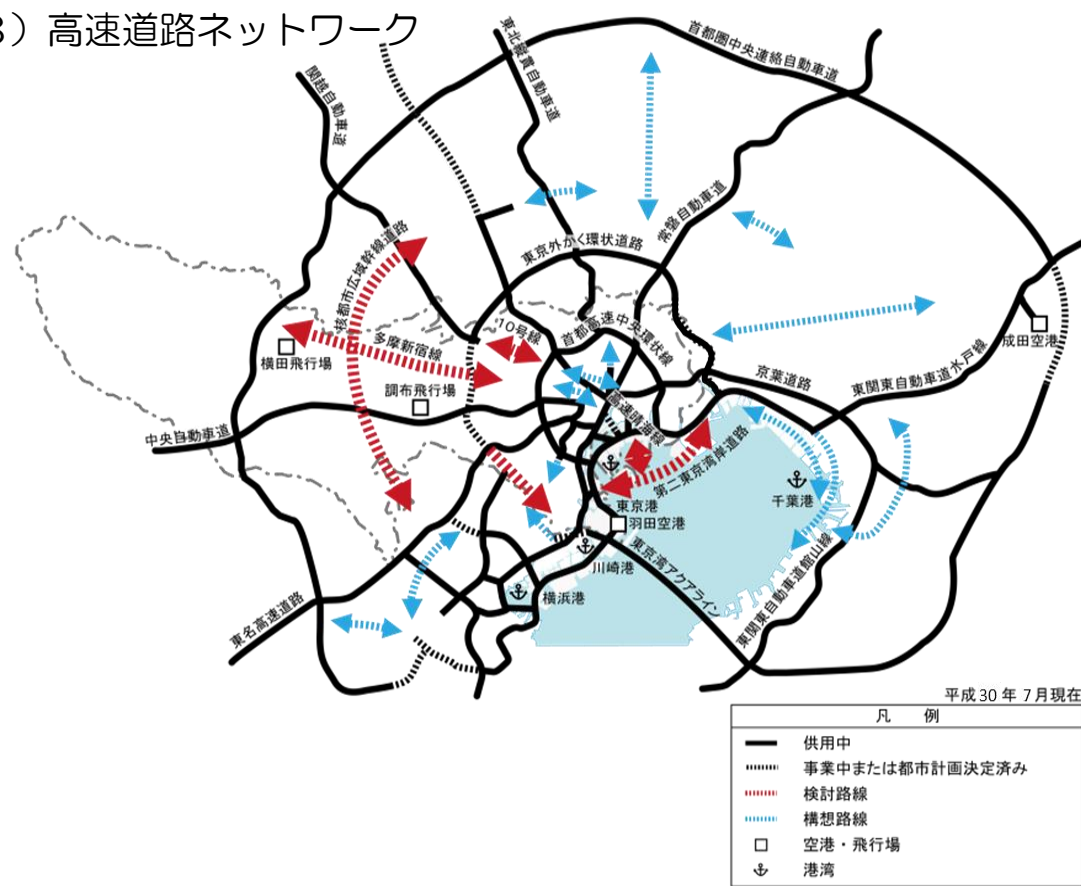 3）高速道路ネットワーク
東北縦貫自動車道
首都圏中央連絡自動車道
関越自動車道
常磐自動車道
東京外かく環状道路
核都市広域幹線道路
10号線
首都高速中央環状線
多摩新宿線
横田飛行場
調布飛行場
成田空港
京葉道路
東関東自動車道水戸線
高速晴海線
中央自動車道
第二東京湾岸道路
千葉港
東京港
羽田空港
川崎港
東京湾アクアライン
横浜港
東関東自動車道館山線
東名高速道路
平成30年7月現在
凡　例
供用中
事業中または都市計画決定済み
検討路線
構想路線
空港・飛行場
港湾